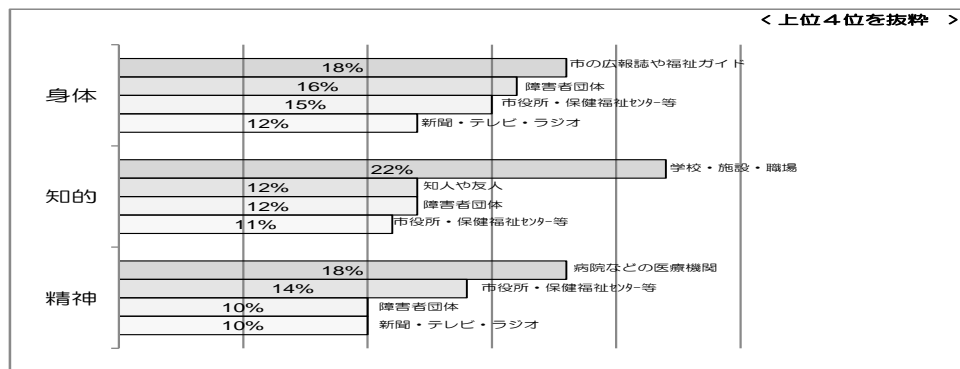 < 上位４位を抜粋 >
身体
18% 市の広報誌や福祉ガイド
16% 障害者団体
15% 市役所・保健福祉ｾﾝﾀｰ等
12% 新聞・テレビ・ラジオ
知的
22% 学校・施設・職場
12% 知人や友人
12% 障害者団体
11% 市役所・保健福祉ｾﾝﾀｰ等
精神
18% 病院などの医療機関
14% 市役所・保健福祉ｾﾝﾀｰ等
10% 障害者団体
10% 新聞・テレビ・ラジオ